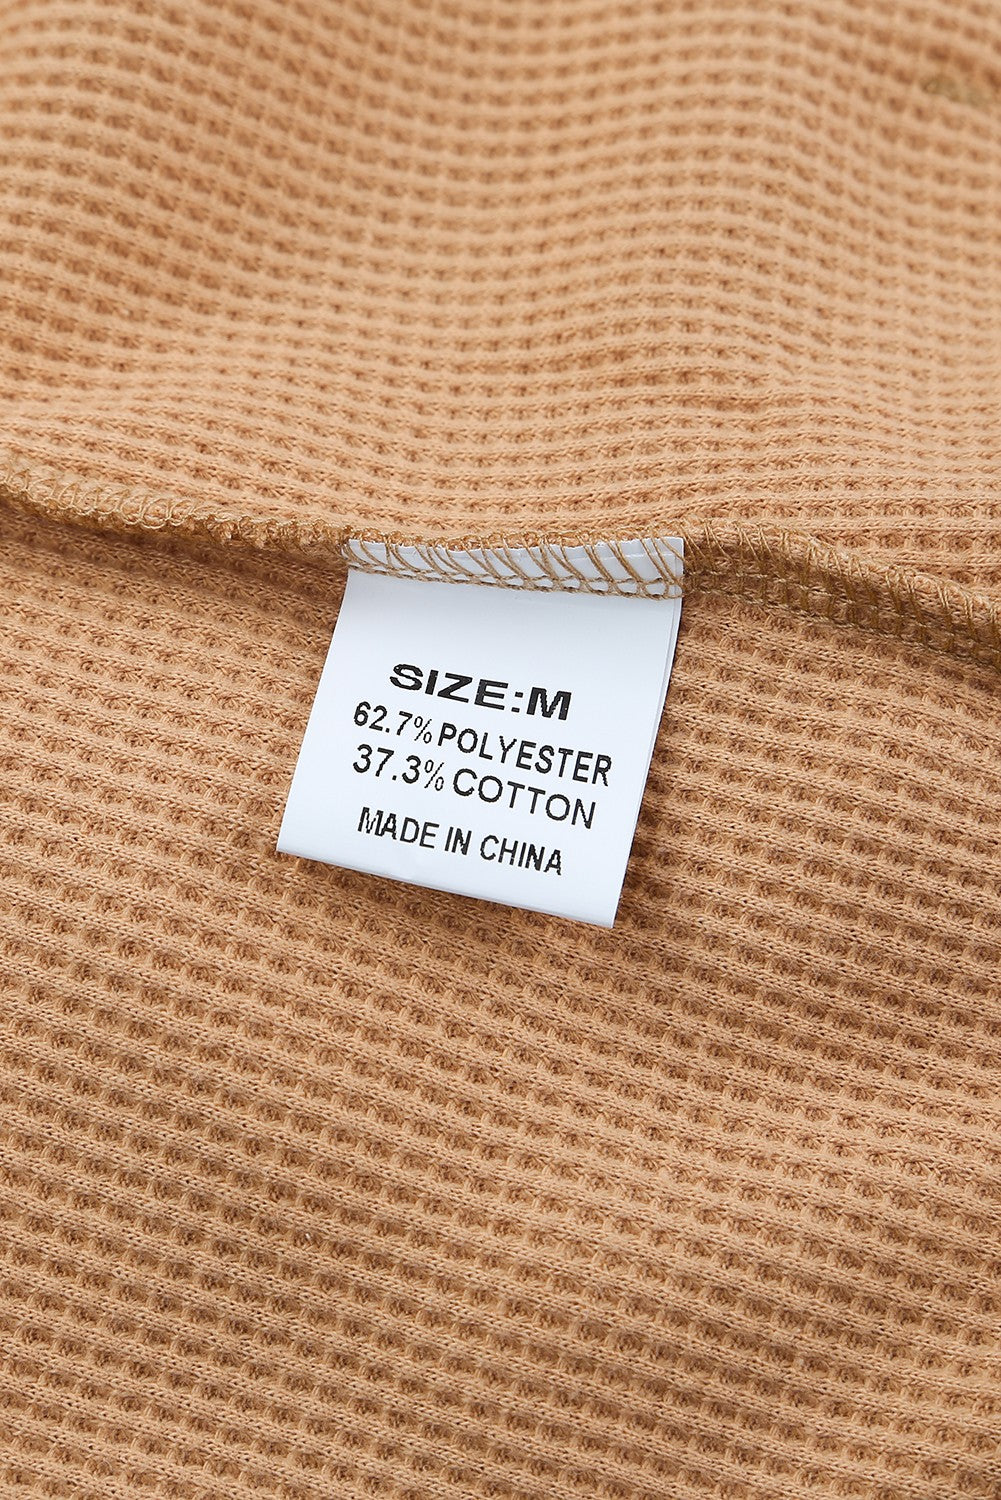 SIZE:M
62.7% POLYESTER
37.3% COTTON
MADE IN CHINA